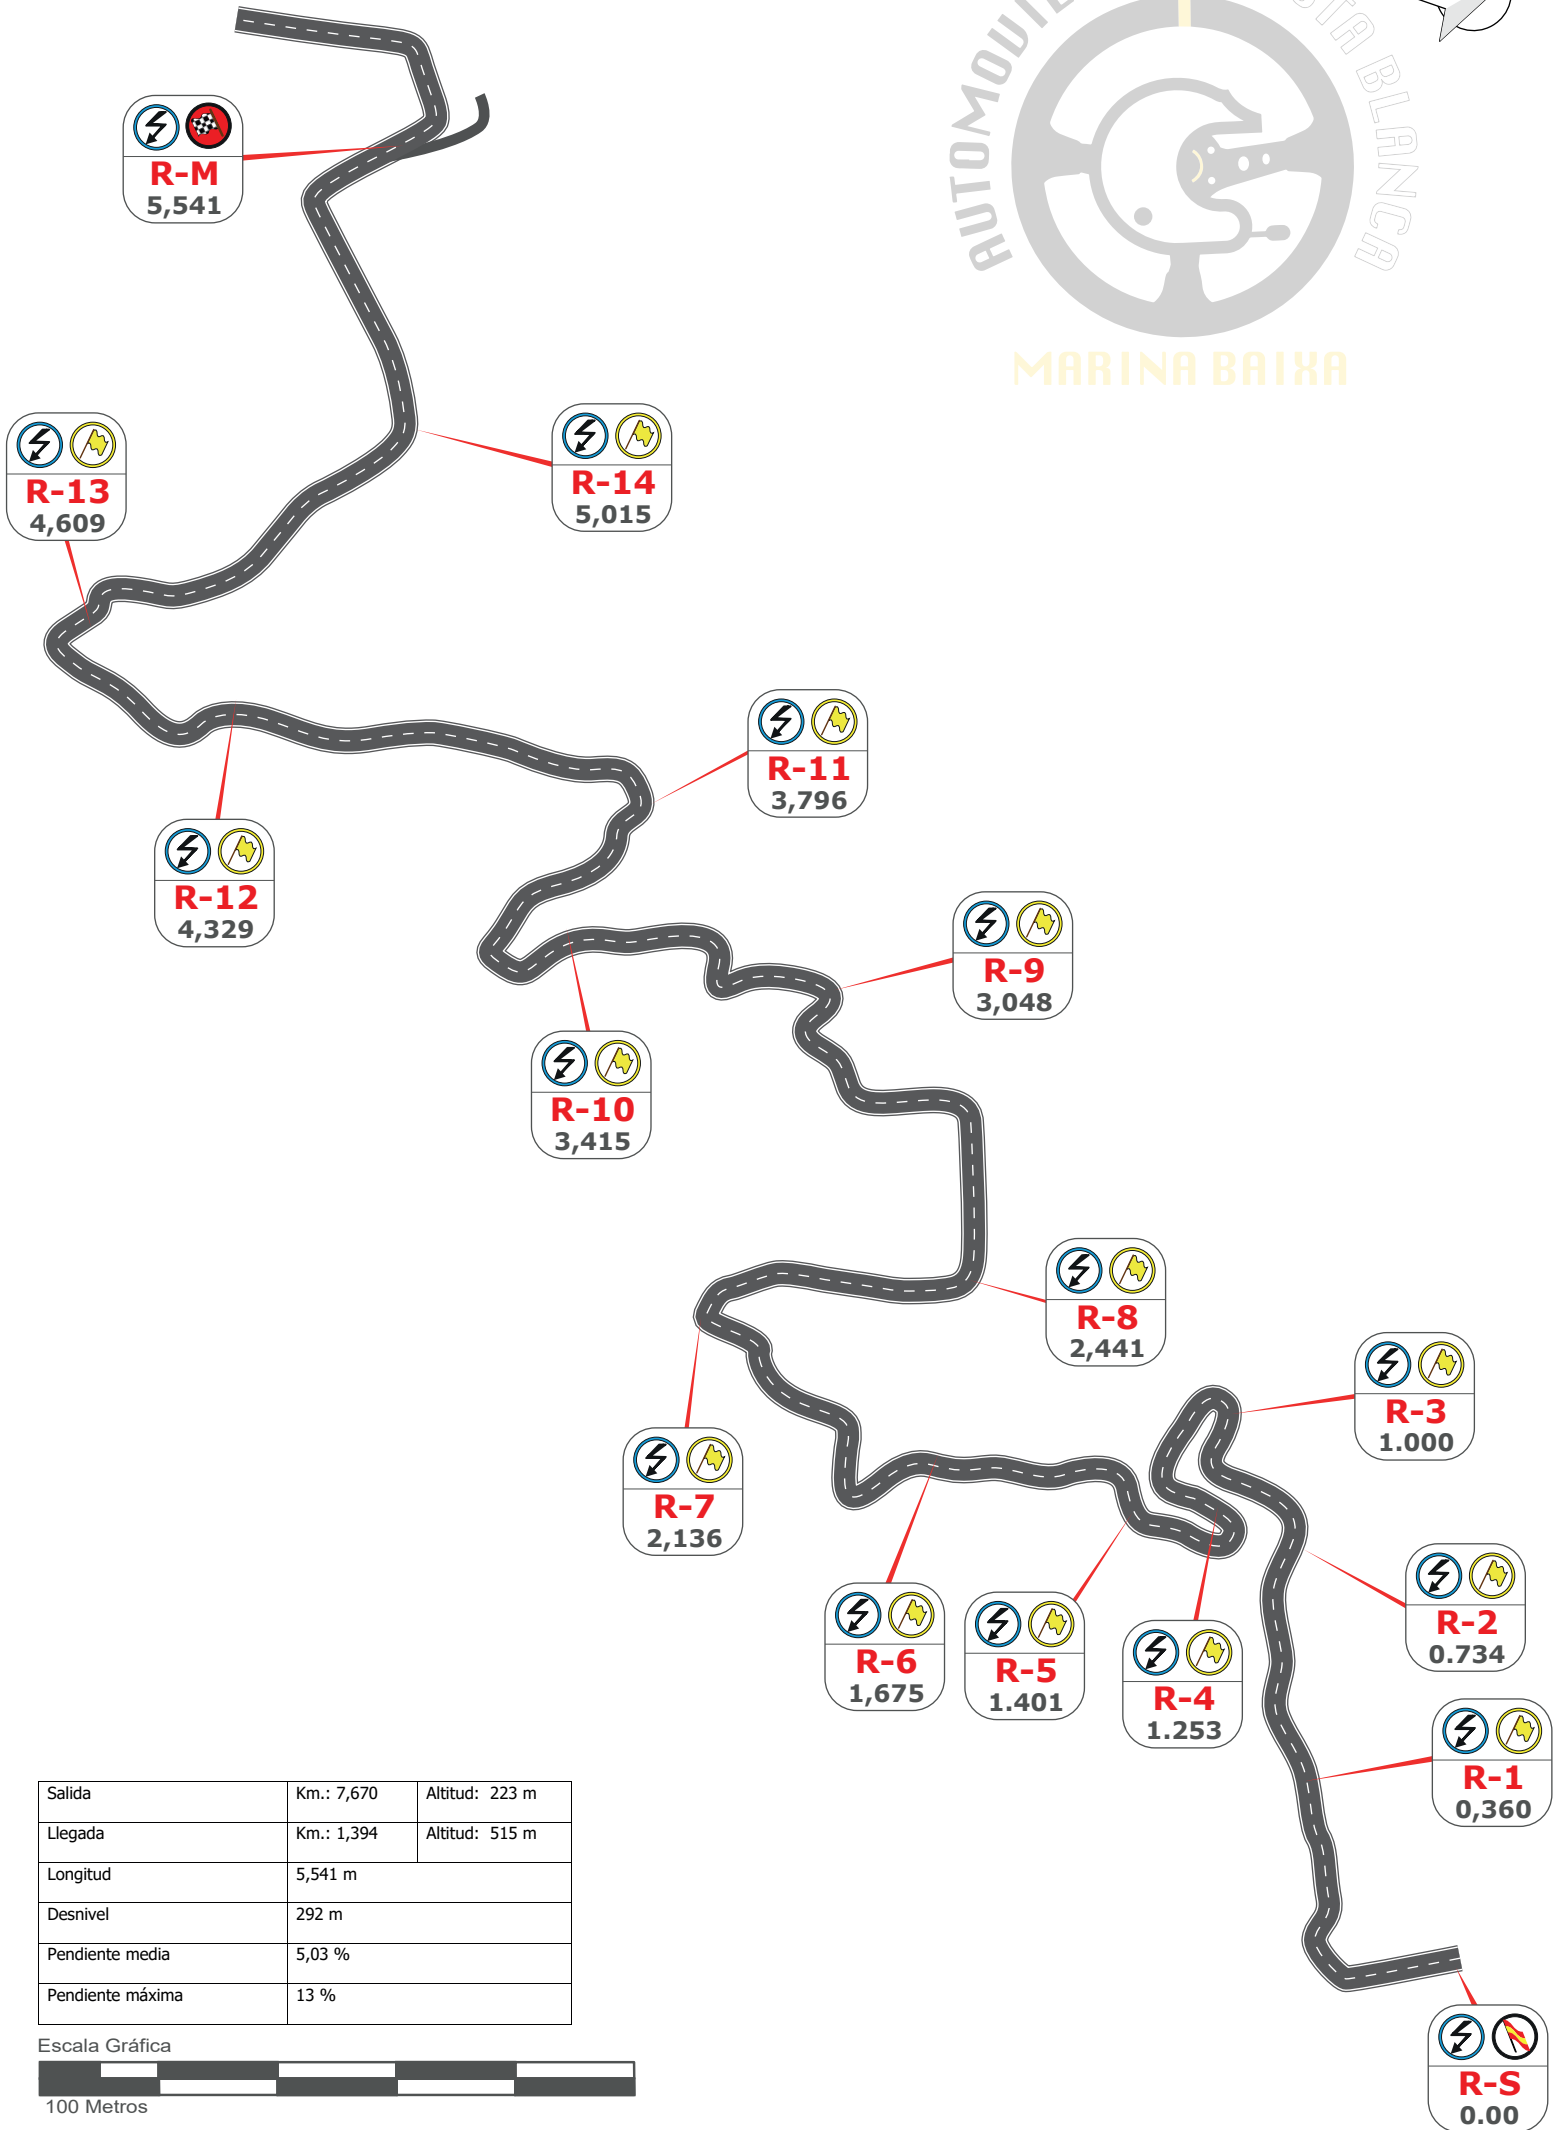 BLANCA
MARINA BAIXA
R-M
5,541
R-13
4,609
R-14
5,015
R-11
3,796
R-12
4,329
R-9
3,048
R-10
3,415
R-8
2,441
R-3
1.000
R-7
2,136
R-2
0.734
R-6
1,675
R-5
1.401
R-4
1.253
R-1
0,360
Salida Km.: 7,670 Altitud: 223 m
Llegada Km.: 1,394 Altitud: 515 m
Longitud 5,541 m
Desnivel 292 m
Pendiente media 5,03 %
Pendiente máxima 13 %
Escala Gráfica
100 Metros
R-S
0.00